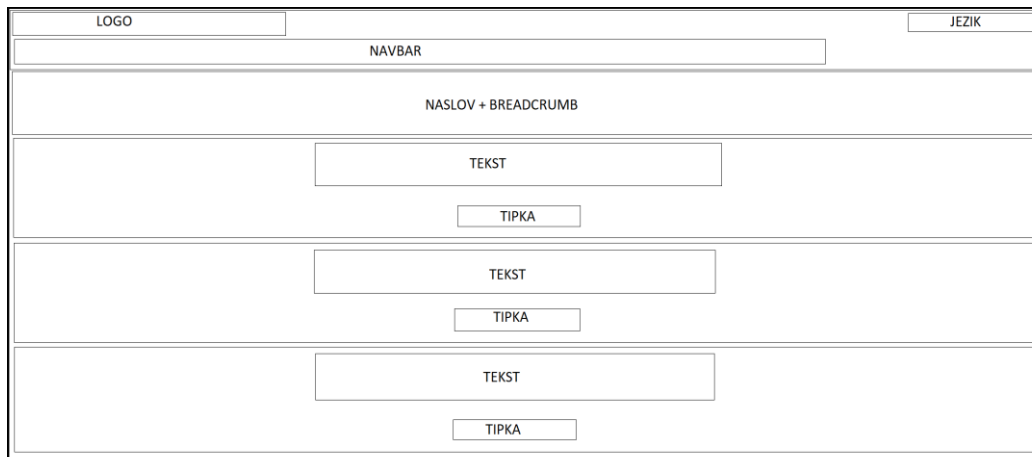 LOGO
JEZIK
NAVBAR
NASLOV + BREADCRUMB
TEKST
TIPKA
TEKST
TIPKA
TEKST
TIPKA